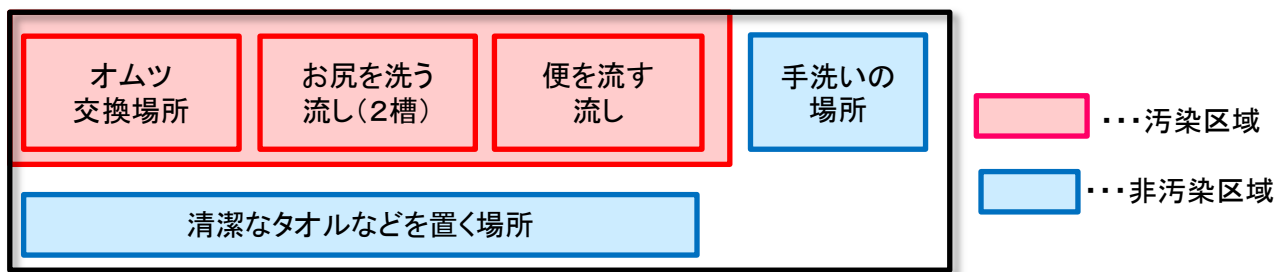 オムツ
交換場所
お尻を洗う
流し(2槽)
便を流す
流し
手洗いの
場所
清潔なタオルなどを置く場所
・・・汚染区域
・・・非汚染区域